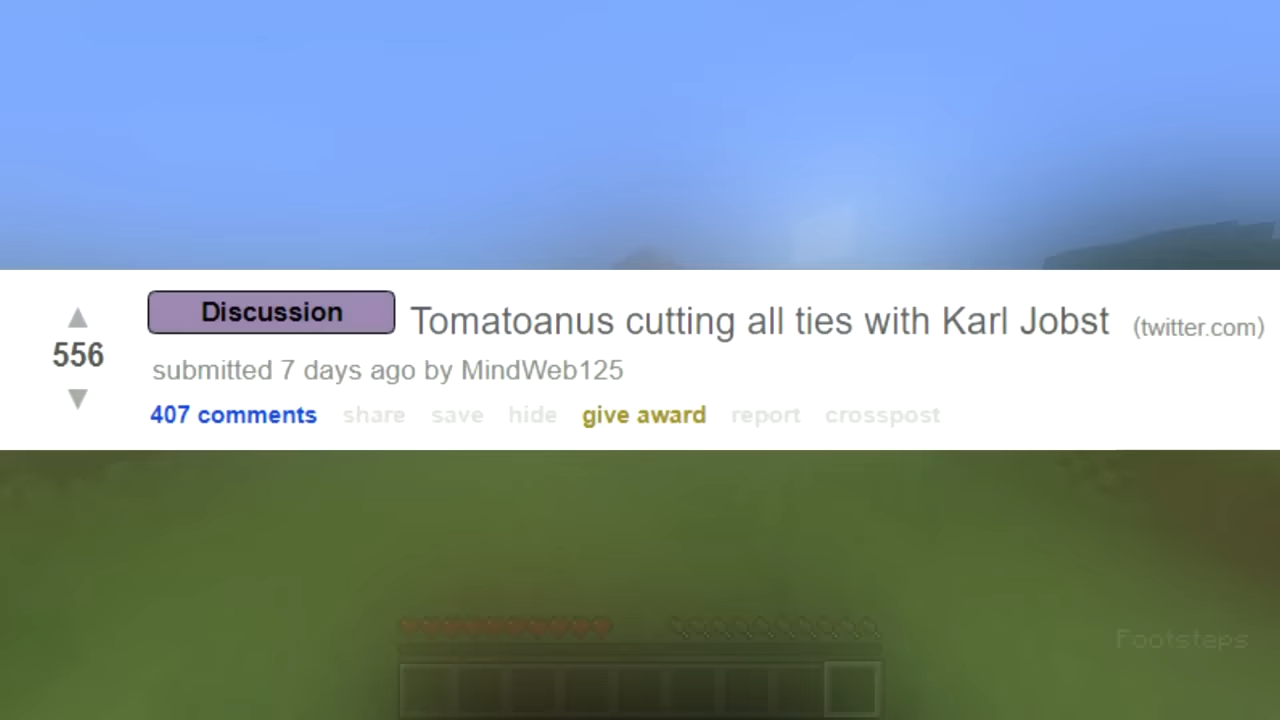 Discussion Tomatoanus cutting all ties with Karl Jobst (twitter.com)
556
submitted 7 days ago by MindWeb125
407 comments share save hide give award report crosspost
Footsteps